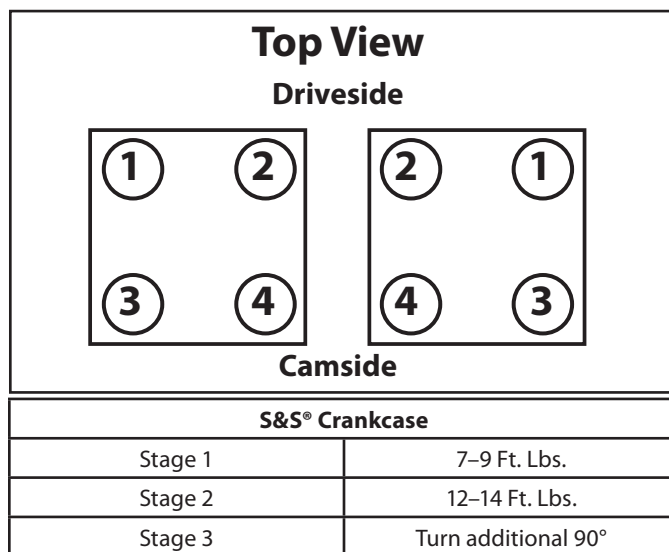 Top View
Driveside
1 2 2 1
3 4 4 3
Camside
S&S® Crankcase
Stage 1 7–9 Ft. Lbs.
Stage 2 12–14 Ft. Lbs.
Stage 3 Turn additional 90°